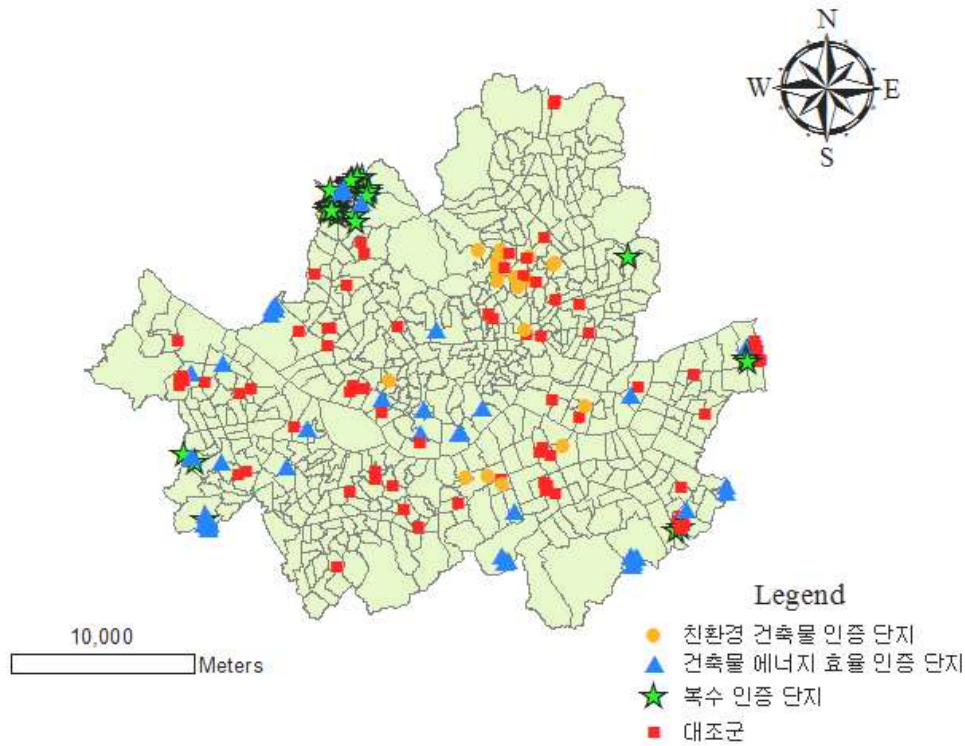 N
W E
S
Legend
친환경 건축물 인증 단지
건축물 에너지 효율 인증 단지
복수 인증 단지
대조군
10,000
Meters